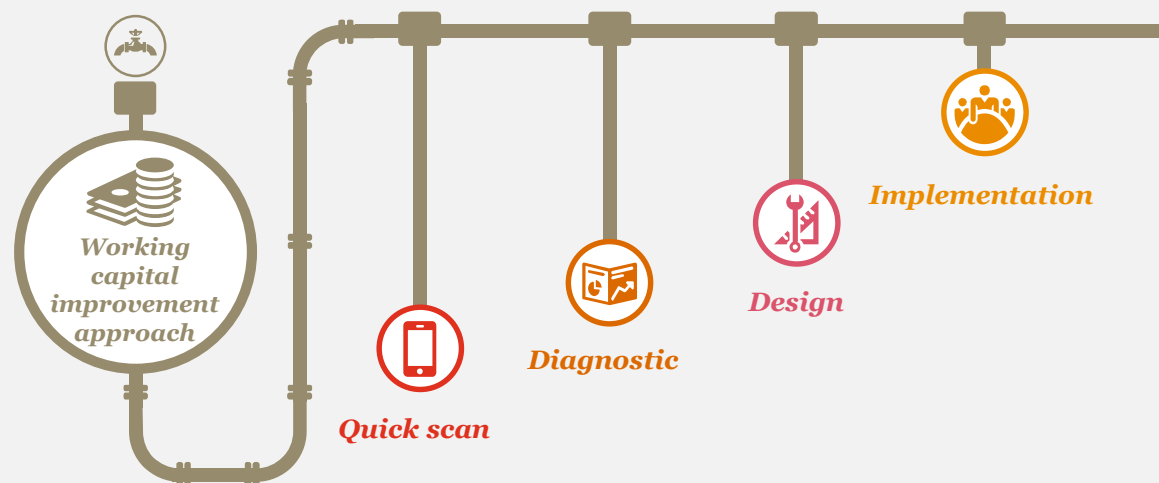 Working
capital
improvement
approach
Quick scan
Diagnostic
Design
Implementation